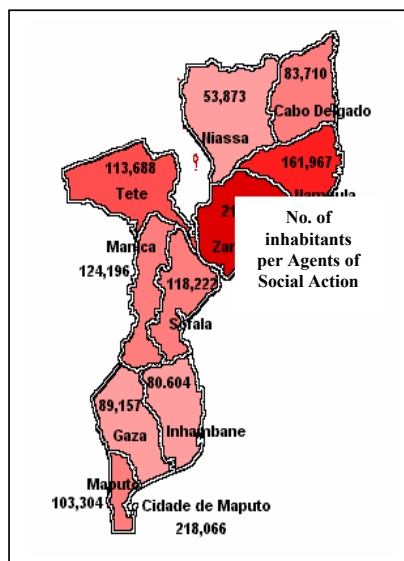 83,710
53,873
Cabo Delgado
Niassa
161,967
113,688
Tete
No. of
inhabitants
per Agents of
Social Action
Manica
124,196
118,222
Sofala
80.604
89,157
Gaza
Inhambane
Maputo
103,304
Cidade de Maputo
218,066